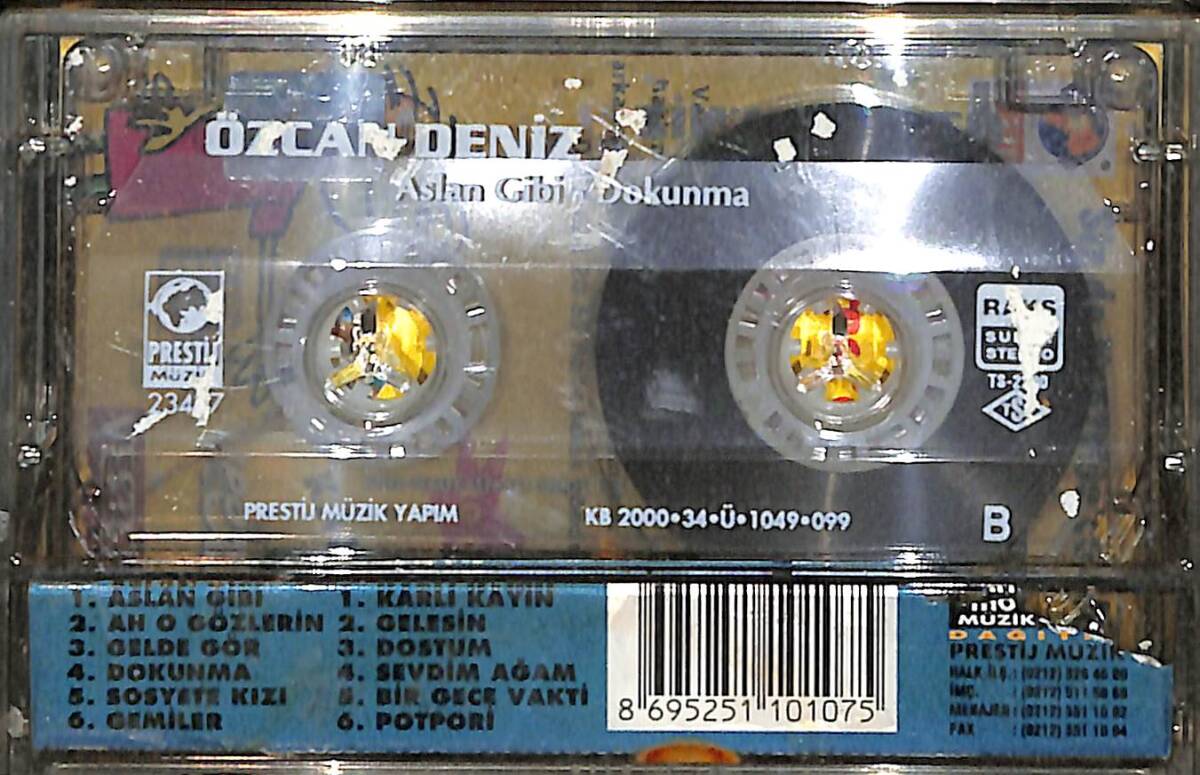 ÖZCAN DENİZ
Aslan Gibi / Dokunma
PRESTİJ
MÜZİK
RAKS
SUPER
STEREO
PRESTİJ MÜZİK YAPIM
KB 2000•34•Ü•1049•099
B
1. ASLAN GİBİ
2. AH O GÖZLERİN
3. GELDE GÖR
4. DOKUNMA
5. SOSYETE KIZI
6. GEMİLER
1. KARLI KAYIN
2. GELESİN
3. DOSTUM
4. SEVDİM AĞAM
5. BİR GECE VAKTİ
6. POTPORİ
8 695251 101075
MÜZİK
PRESTİJ MÜZİK
FAX